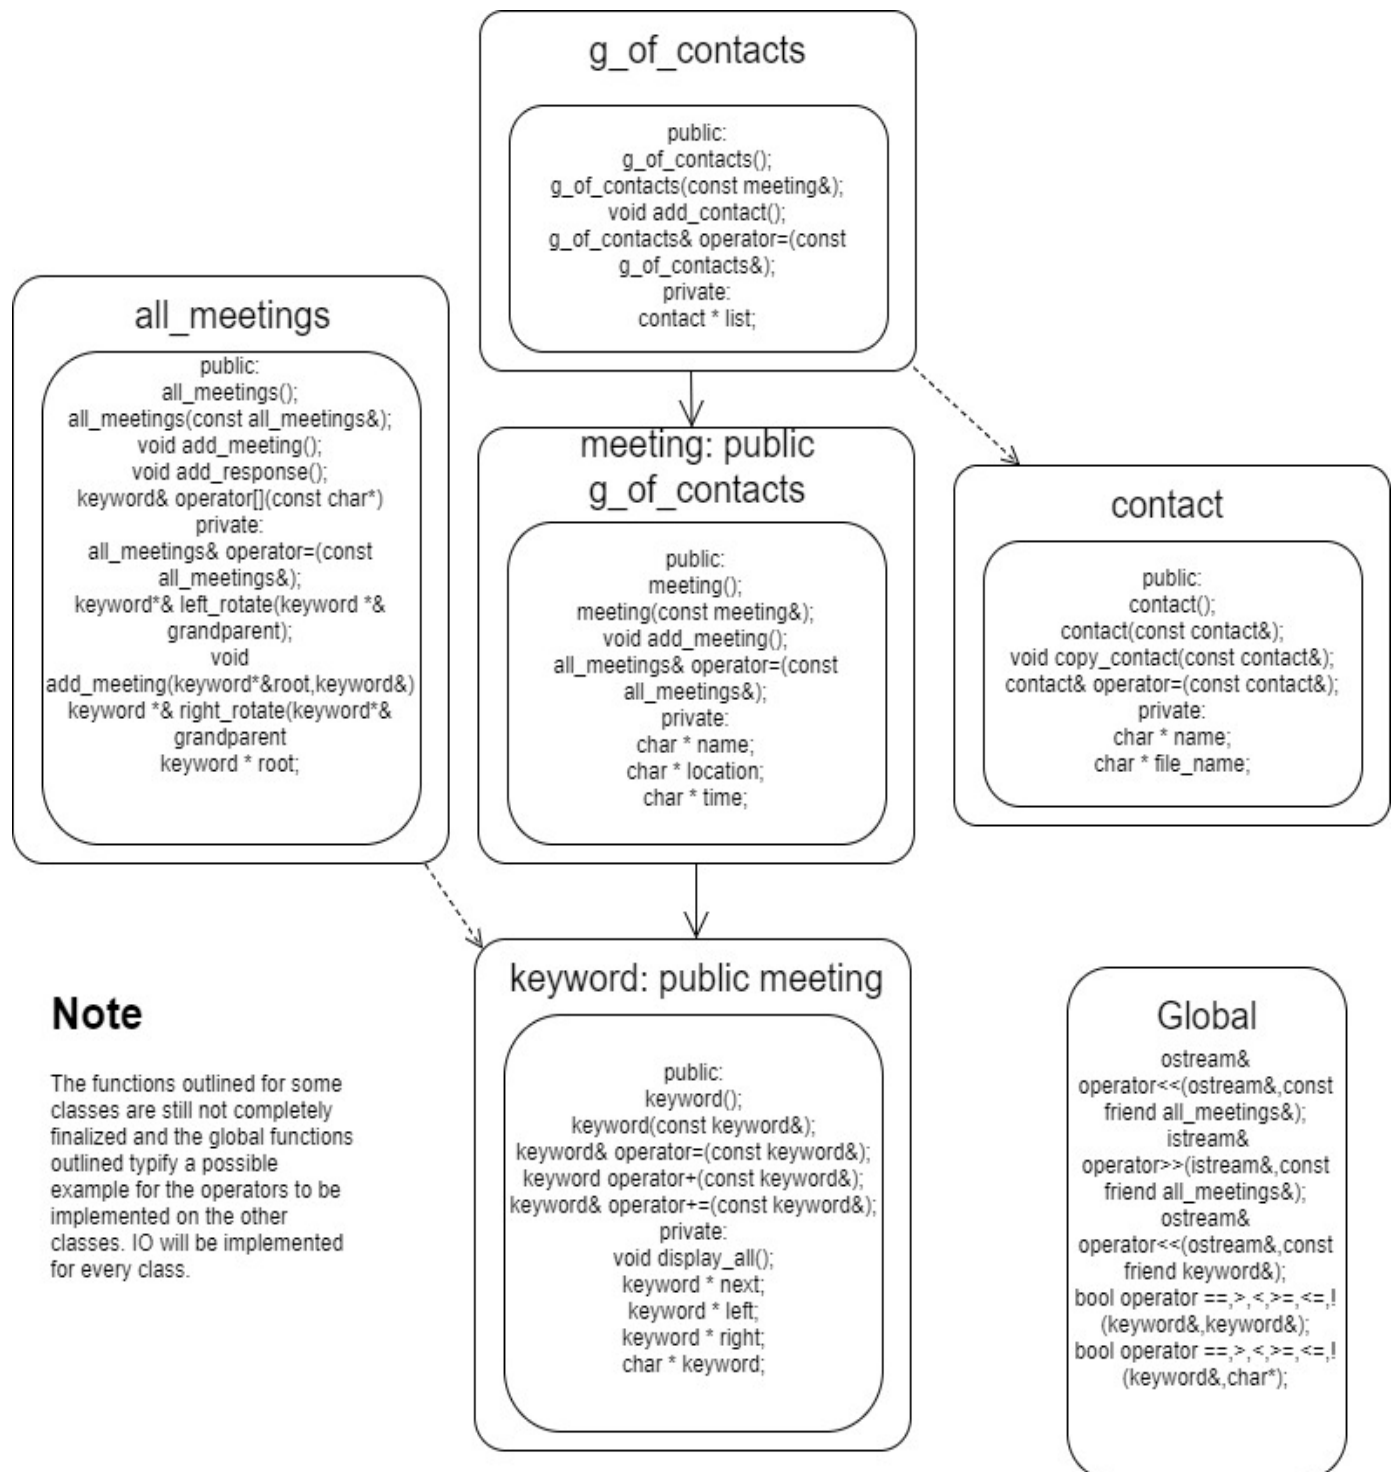 g_of_contacts
public:
g_of_contacts();
g_of_contacts(const meeting&);
void add_contact();
g_of_contacts& operator=(const
g_of_contacts&);
private:
contact * list;
all_meetings
public:
all_meetings();
all_meetings(const all_meetings&);
void add_meeting();
void add_response();
keyword& operator[](const char*)
private:
all_meetings& operator=(const
all_meetings&);
keyword*& left_rotate(keyword *&
grandparent);
void
add_meeting(keyword*&root,keyword&)
keyword *& right_rotate(keyword*&
grandparent
keyword * root;
meeting: public
g_of_contacts
public:
meeting();
meeting(const meeting&);
void add_meeting();
all_meetings& operator=(const
all_meetings&);
private:
char * name;
char * location;
char * time;
contact
public:
contact();
contact(const contact&);
void copy_contact(const contact&);
contact& operator=(const contact&);
private:
char * name;
char * file_name;
Note
The functions outlined for some
classes are still not completely
finalized and the global functions
outlined typify a possible
example for the operators to be
implemented on the other
classes. IO will be implemented
for every class.
keyword: public meeting
public:
keyword();
keyword(const keyword&);
keyword& operator=(const keyword&);
keyword operator+(const keyword&);
keyword& operator+=(const keyword&);
private:
void display_all();
keyword * next;
keyword * left;
keyword * right;
char * keyword;
Global
ostream&
operator<<(ostream&,const
friend all_meetings&);
istream&
operator>>(istream&,const
friend all_meetings&);
ostream&
operator<<(ostream&,const
friend keyword&);
bool operator ==,>,<,>=,<=,!
(keyword&,keyword&);
bool operator ==,>,<,>=,<=,!
(keyword&,char*);